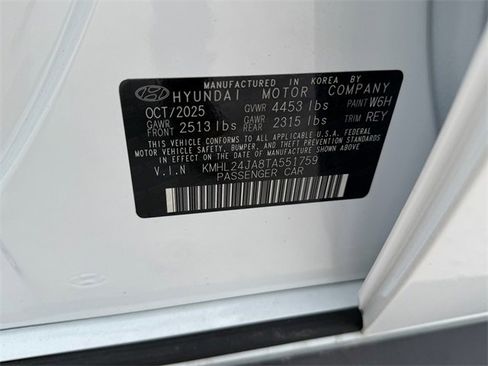 MANUFACTURED IN KOREA BY
HYUNDAI MOTOR COMPANY
OCT/2025 GVWR 4453 lbs PAINT W6H
GAWR FRONT 2513 lbs GAWR REAR 2315 lbs TRIM REY
THIS VEHICLE CONFORMS TO ALL APPLICABLE U.S.A. FEDERAL
MOTOR VEHICLE SAFETY, BUMPER, AND THEFT PREVENTION
STANDARDS IN EFFECT ON THE DATE OF MANUFACTURE SHOWN ABOVE.
V.I.N KMHL24JA8TA551759
PASSENGER CAR